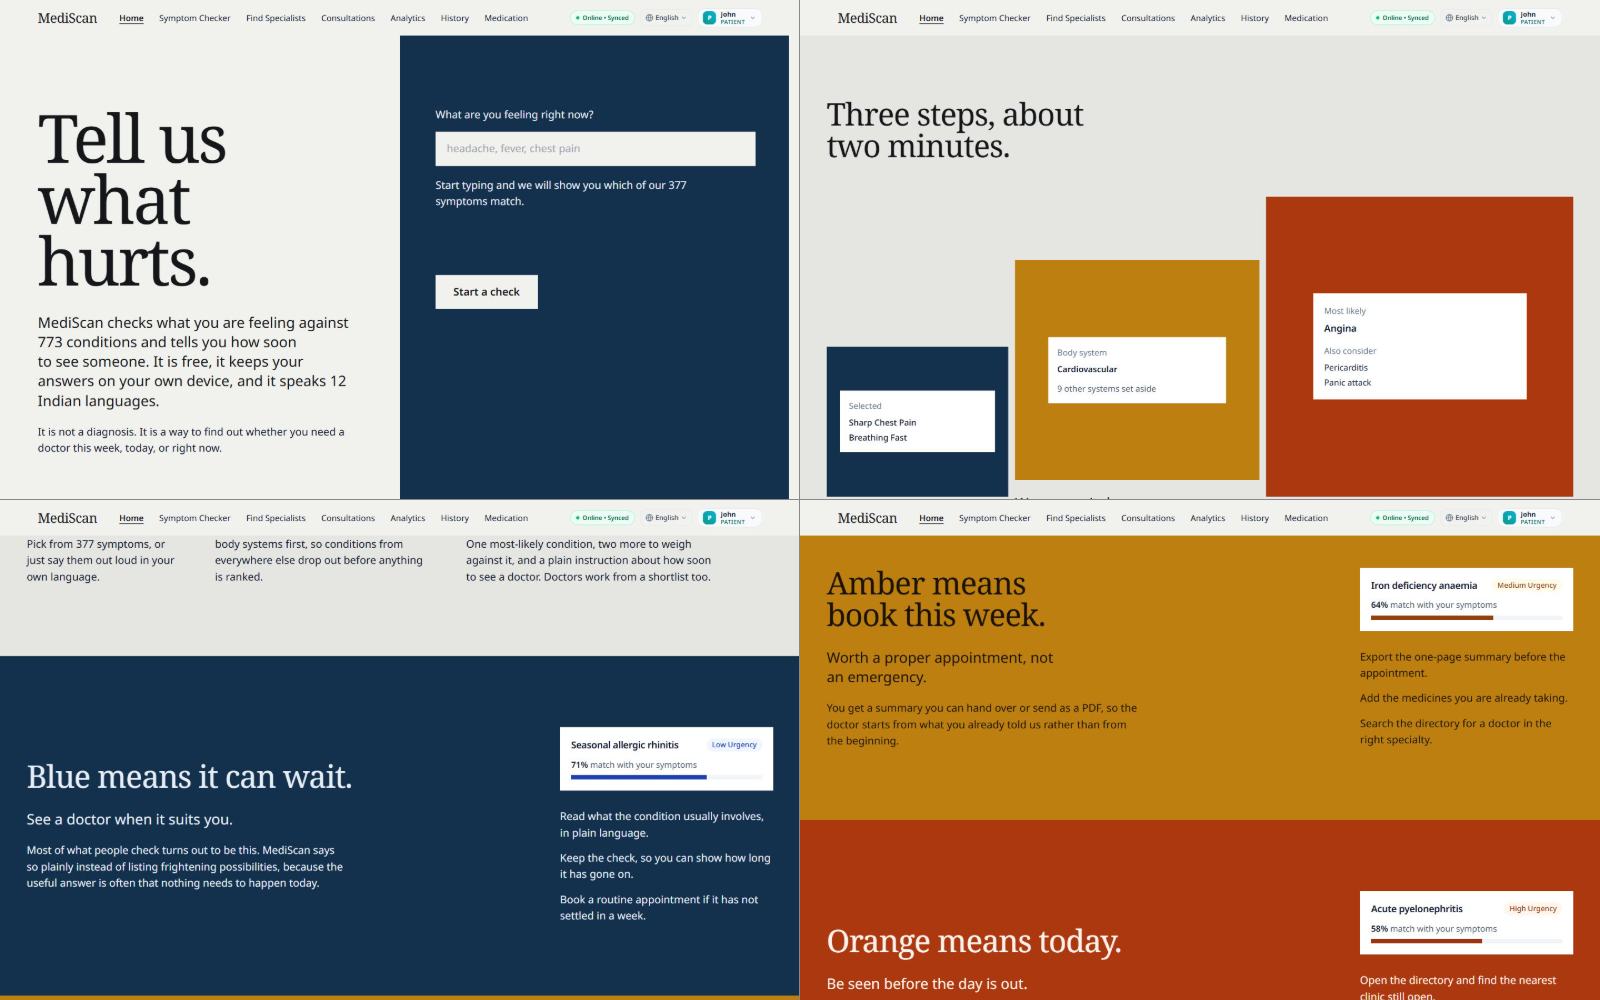 MediScan Home Symptom Checker Find Specialists Consultations Analytics History Medication Online • Synced English P John PATIENT
Tell us
what
hurts.
MediScan checks what you are feeling against
773 conditions and tells you how soon
to see someone. It is free, it keeps your
answers on your own device, and it speaks 12
Indian languages.
It is not a diagnosis. It is a way to find out whether you need a
doctor this week, today, or right now.
What are you feeling right now?
headache, fever, chest pain
Start typing and we will show you which of our 377
symptoms match.
Start a check
MediScan Home Symptom Checker Find Specialists Consultations Analytics History Medication Online • Synced English P John PATIENT
Three steps, about
two minutes.
Selected
Sharp Chest Pain
Breathing Fast
Body system
Cardiovascular
9 other systems set aside
Most likely
Angina
Also consider
Pericarditis
Panic attack
MediScan Home Symptom Checker Find Specialists Consultations Analytics History Medication Online • Synced English P John PATIENT
Pick from 377 symptoms, or
just say them out loud in your
own language.
body systems first, so conditions from
everywhere else drop out before anything
is ranked.
One most-likely condition, two more to weigh
against it, and a plain instruction about how soon
to see a doctor. Doctors work from a shortlist too.
Blue means it can wait.
See a doctor when it suits you.
Most of what people check turns out to be this. MediScan says
so plainly instead of listing frightening possibilities, because the
useful answer is often that nothing needs to happen today.
Seasonal allergic rhinitis Low Urgency
71% match with your symptoms
Read what the condition usually involves,
in plain language.
Keep the check, so you can show how long
it has gone on.
Book a routine appointment if it has not
settled in a week.
MediScan Home Symptom Checker Find Specialists Consultations Analytics History Medication Online • Synced English P John PATIENT
Amber means
book this week.
Worth a proper appointment, not
an emergency.
You get a summary you can hand over or send as a PDF, so the
doctor starts from what you already told us rather than from
the beginning.
Iron deficiency anaemia Medium Urgency
64% match with your symptoms
Export the one-page summary before the
appointment.
Add the medicines you are already taking.
Search the directory for a doctor in the
right specialty.
Orange means today.
Be seen before the day is out.
Acute pyelonephritis High Urgency
58% match with your symptoms
Open the directory and find the nearest
clinic still open.